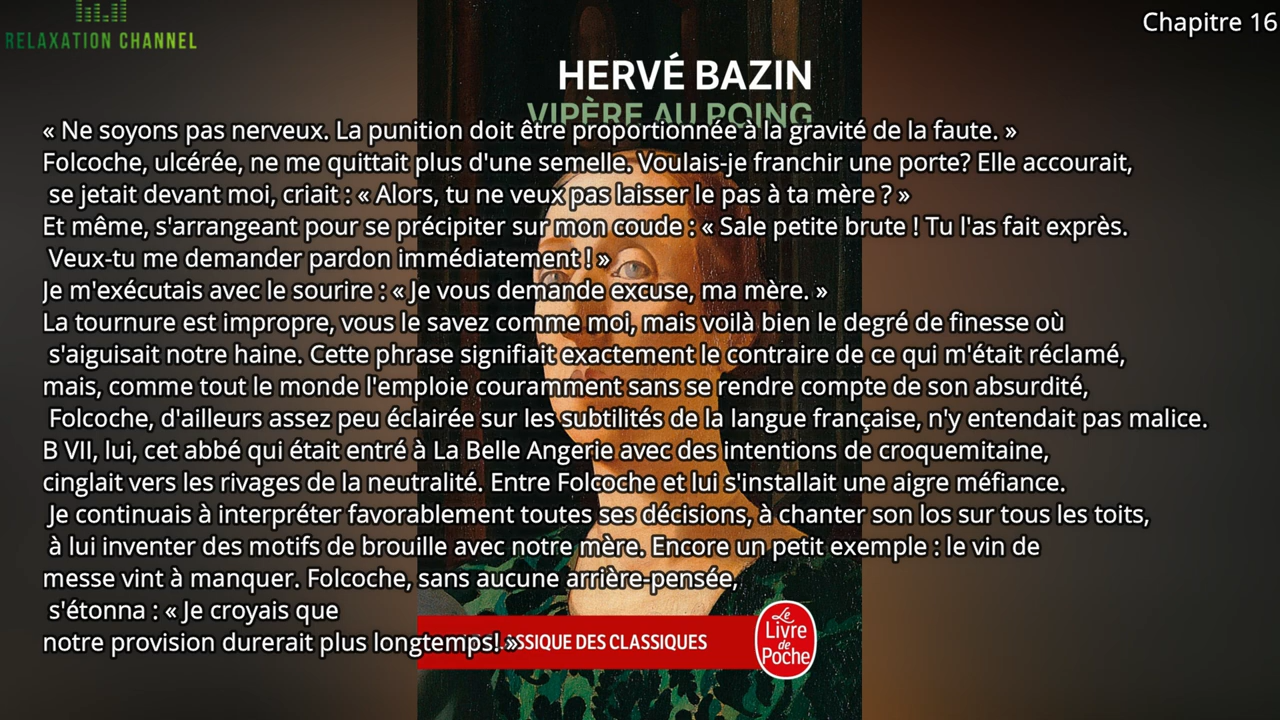 RELAXATION CHANNEL
Chapitre 16
HERVÉ BAZIN
VIPÈRE AU POING
« Ne soyons pas nerveux. La punition doit être proportionnée à la gravité de la faute. »
Folcoche, ulcérée, ne me quittait plus d'une semelle. Voulais-je franchir une porte? Elle accourait,
se jetait devant moi, criait : « Alors, tu ne veux pas laisser le pas à ta mère ? »
Et même, s'arrangeant pour se précipiter sur mon coude : « Sale petite brute ! Tu l'as fait exprès.
Veux-tu me demander pardon immédiatement ! »
Je m'exécutais avec le sourire : « Je vous demande excuse, ma mère. »
La tournure est impropre, vous le savez comme moi, mais voilà bien le degré de finesse où
s'aiguisait notre haine. Cette phrase signifiait exactement le contraire de ce qui m'était réclamé,
mais, comme tout le monde l'emploie couramment sans se rendre compte de son absurdité,
Folcoche, d'ailleurs assez peu éclairée sur les subtilités de la langue française, n'y entendait pas malice.
B VII, lui, cet abbé qui était entré à La Belle Angerie avec des intentions de croquemitaine,
cinglait vers les rivages de la neutralité. Entre Folcoche et lui s'installait une aigre méfiance.
Je continuais à interpréter favorablement toutes ses décisions, à chanter son los sur tous les toits,
à lui inventer des motifs de brouille avec notre mère. Encore un petit exemple : le vin de
messe vint à manquer. Folcoche, sans aucune arrière-pensée,
s'étonna : « Je croyais que
notre provision durerait plus longtemps! »
SSIQUE DES CLASSIQUES
Le
Livre
de
Poche